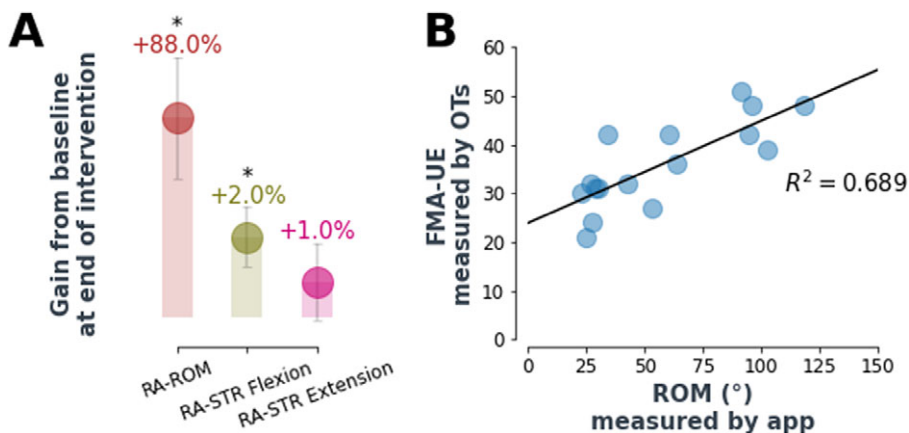 A
Gain from baseline
at end of intervention
*
+88.0%
*
+2.0%
+1.0%
RA-ROM
RA-STR Flexion
RA-STR Extension
B
FMA-UE
measured by OTs
60
50
40
30
20
10
0
R² = 0.689
0 25 50 75 100 125 150
ROM (°)
measured by app